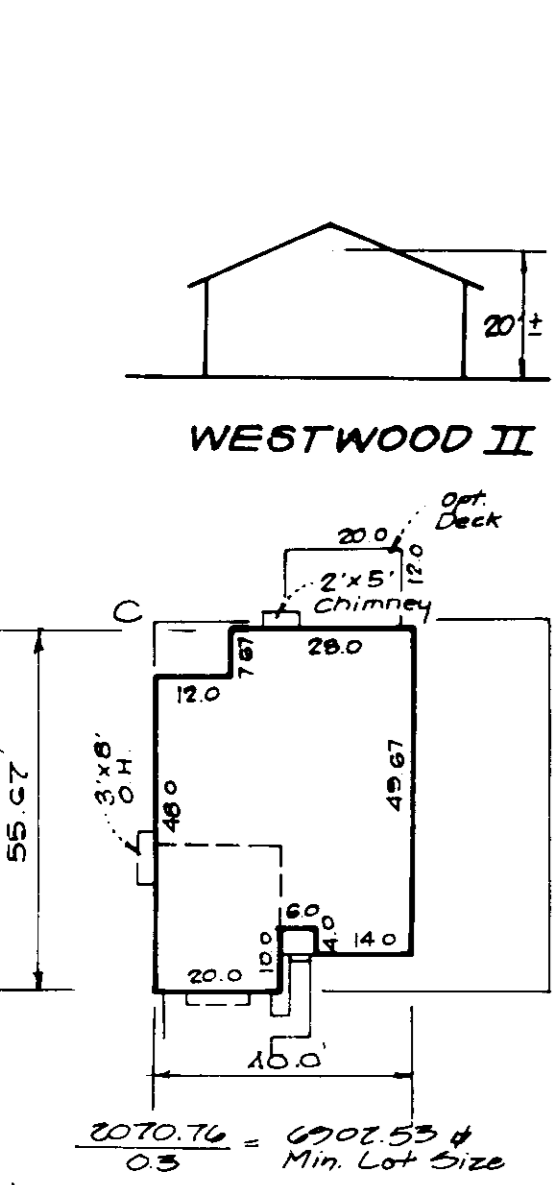 20'±
WESTWOOD II
Opt.
Deck
20.0
12.0
2'x5'
Chimney
C
7.67
28.0
12.0
3'x8'
O.H.
48.0
49.67
55.67'
6.0
4.0
10.0
14.0
20.0
40.0'
2070.76
0.3
= 6902.53 ⌀
Min. Lot Size